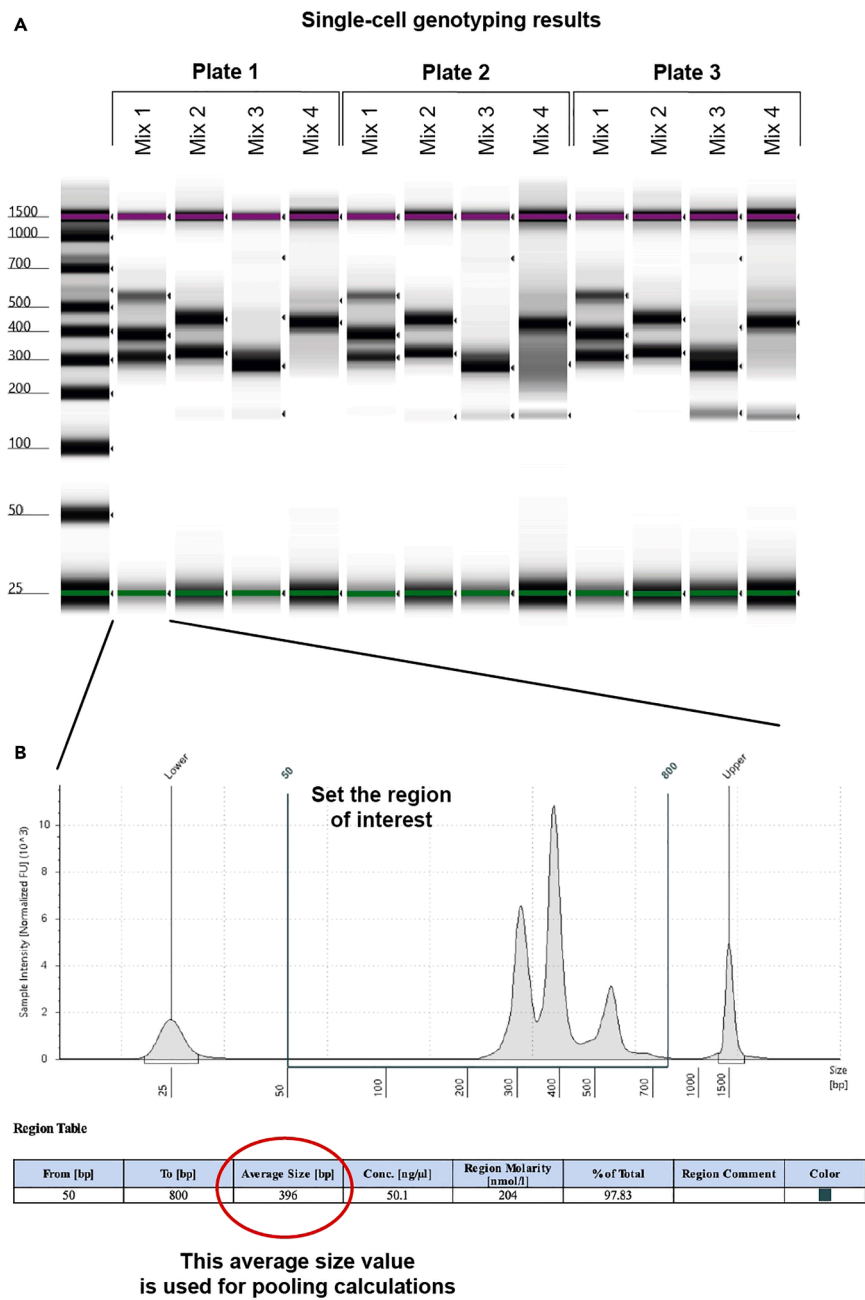 A
Single-cell genotyping results
Plate 1
Plate 2
Plate 3
Mix 1
Mix 2
Mix 3
Mix 4
Mix 1
Mix 2
Mix 3
Mix 4
Mix 1
Mix 2
Mix 3
Mix 4
1500
1000
700
500
400
300
200
100
50
25
B
Lower
50
800
Upper
Set the region
of interest
Sample Intensity [Normalized FU] (10^3)
10
8
6
4
2
0
25
50
100
200
300
400
500
700
1000
1500
Size
[bp]
Region Table
From [bp] To [bp] Average Size [bp] Conc. [ng/µl] Region Molarity [nmol/l] % of Total Region Comment Color
50 800 396 50.1 204 97.83
This average size value
is used for pooling calculations